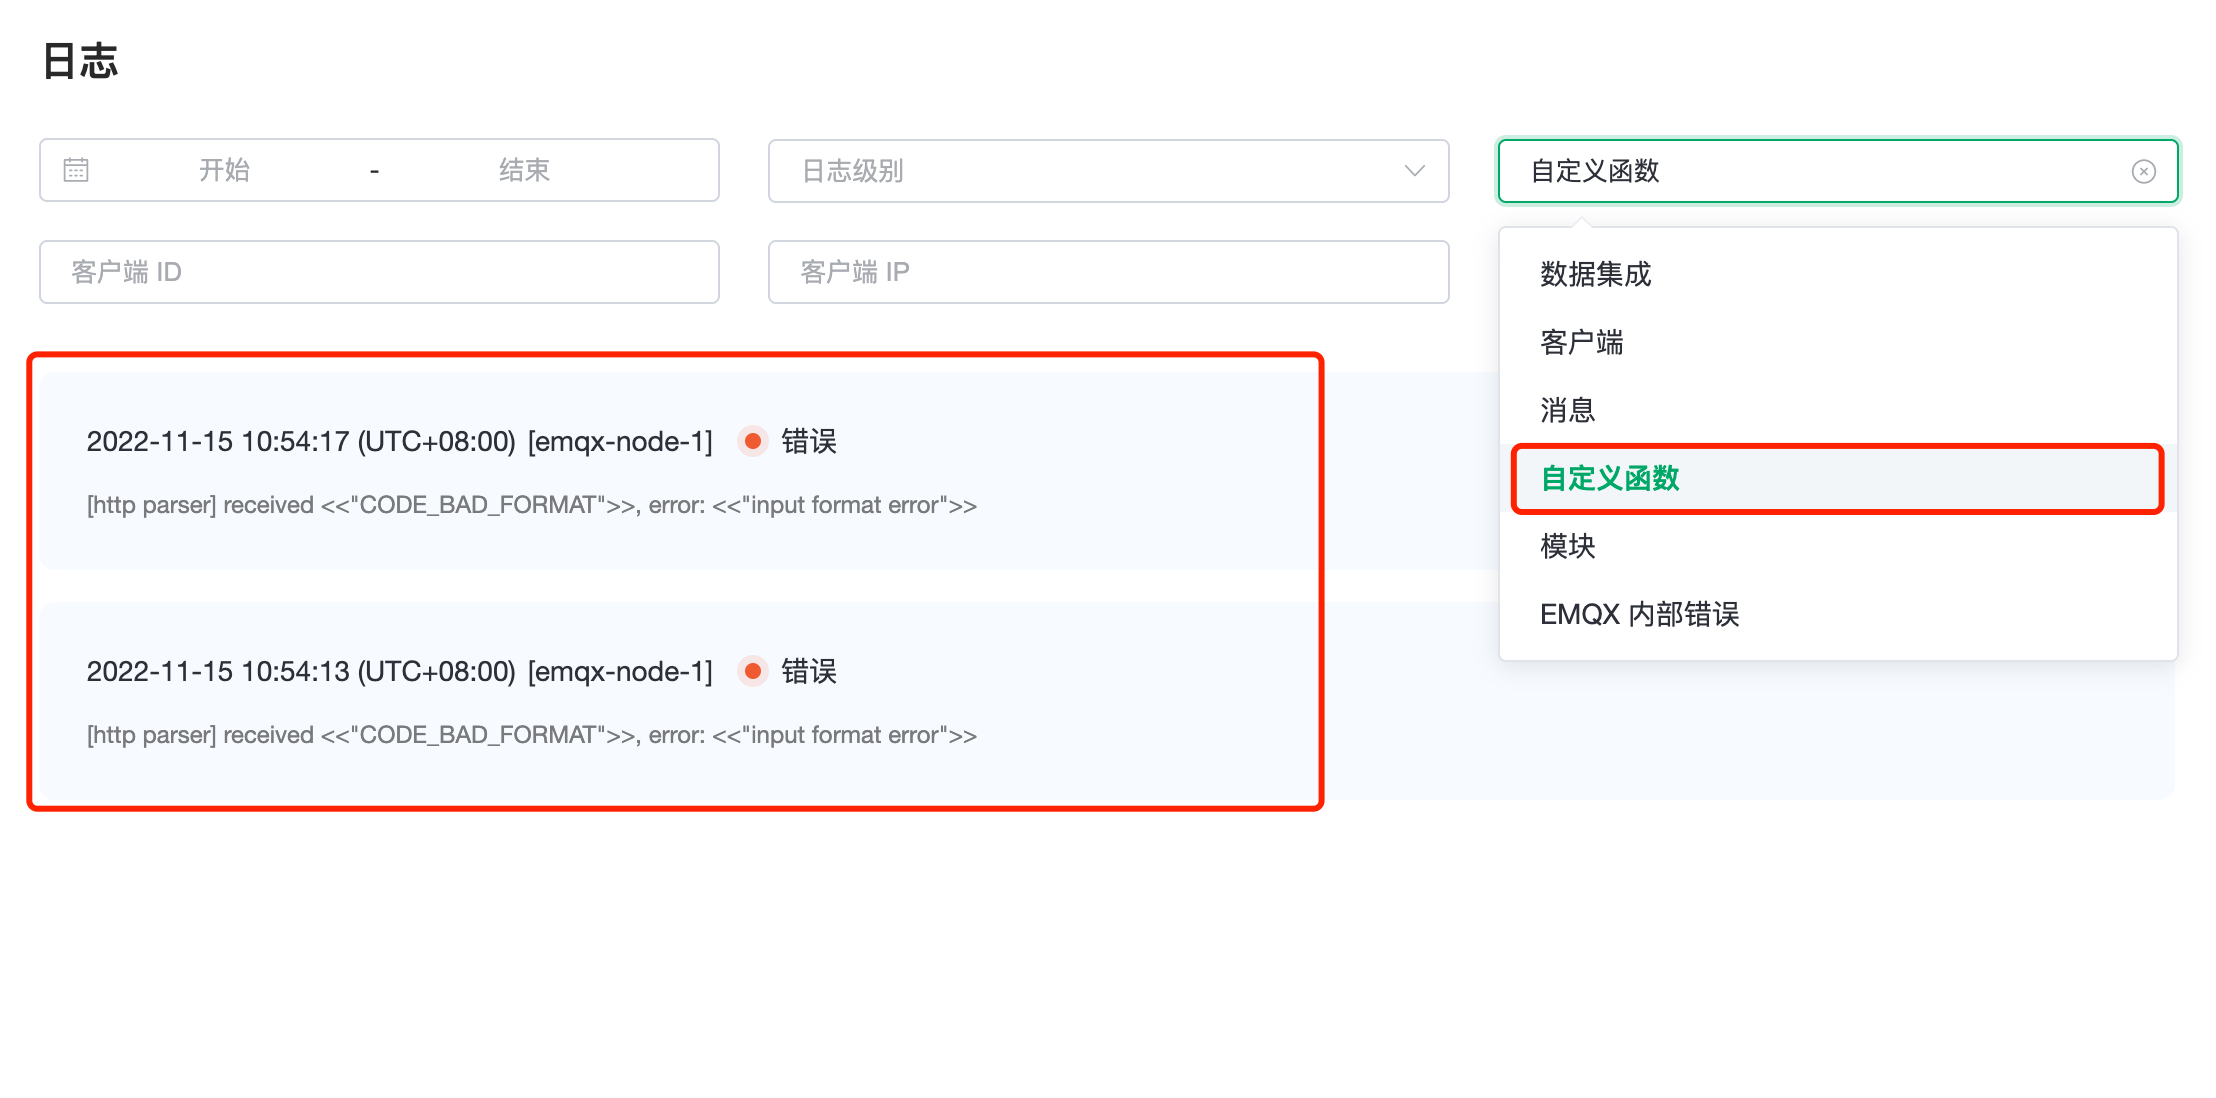 日志
开始 - 结束
日志级别
自定义函数
客户端 ID
客户端 IP
数据集成
客户端
消息
自定义函数
模块
EMQX 内部错误
2022-11-15 10:54:17 (UTC+08:00) [emqx-node-1] 错误
[http parser] received <<"CODE_BAD_FORMAT">>, error: <<"input format error">>
2022-11-15 10:54:13 (UTC+08:00) [emqx-node-1] 错误
[http parser] received <<"CODE_BAD_FORMAT">>, error: <<"input format error">>